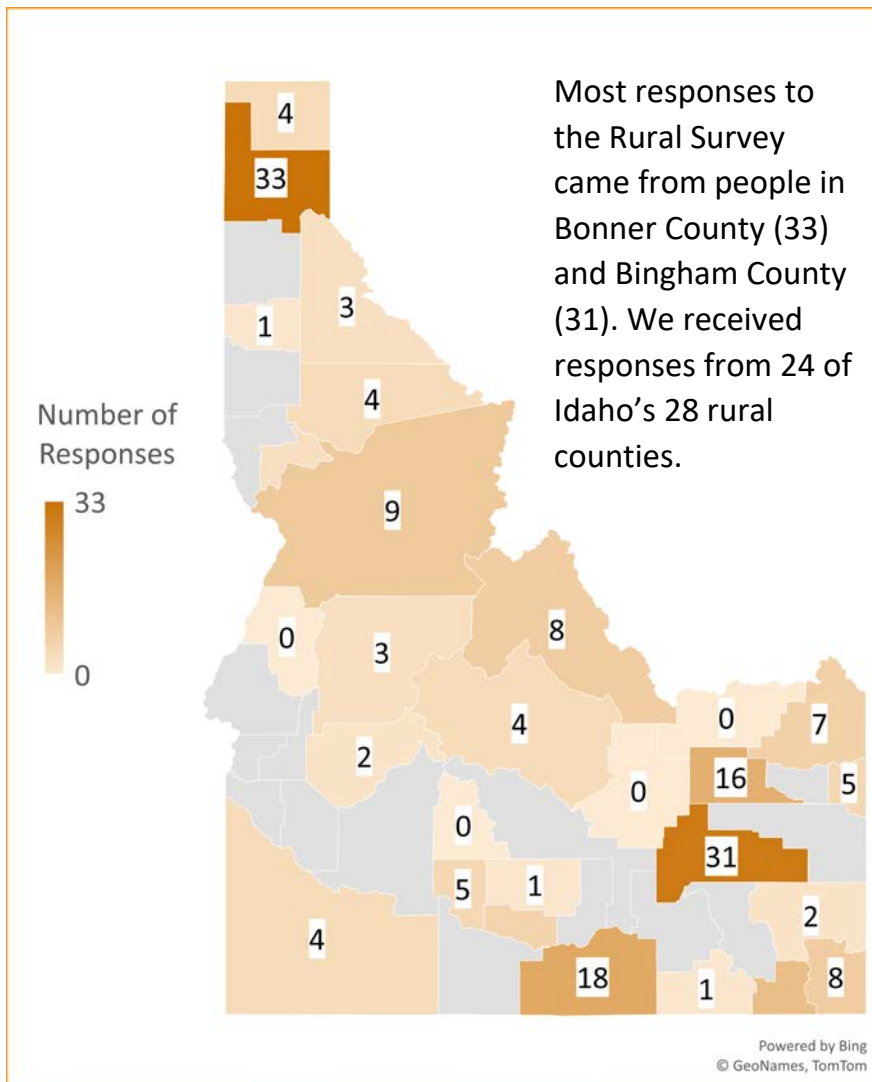 Most responses to
the Rural Survey
came from people in
Bonner County (33)
and Bingham County
(31). We received
responses from 24 of
Idaho’s 28 rural
counties.
4
33
3
1
4
Number of
Responses
33
0
9
0
3
8
4
2
0
7
16
5
0
31
0
5
1
2
4
18
1
8
Powered by Bing
© GeoNames, TomTom